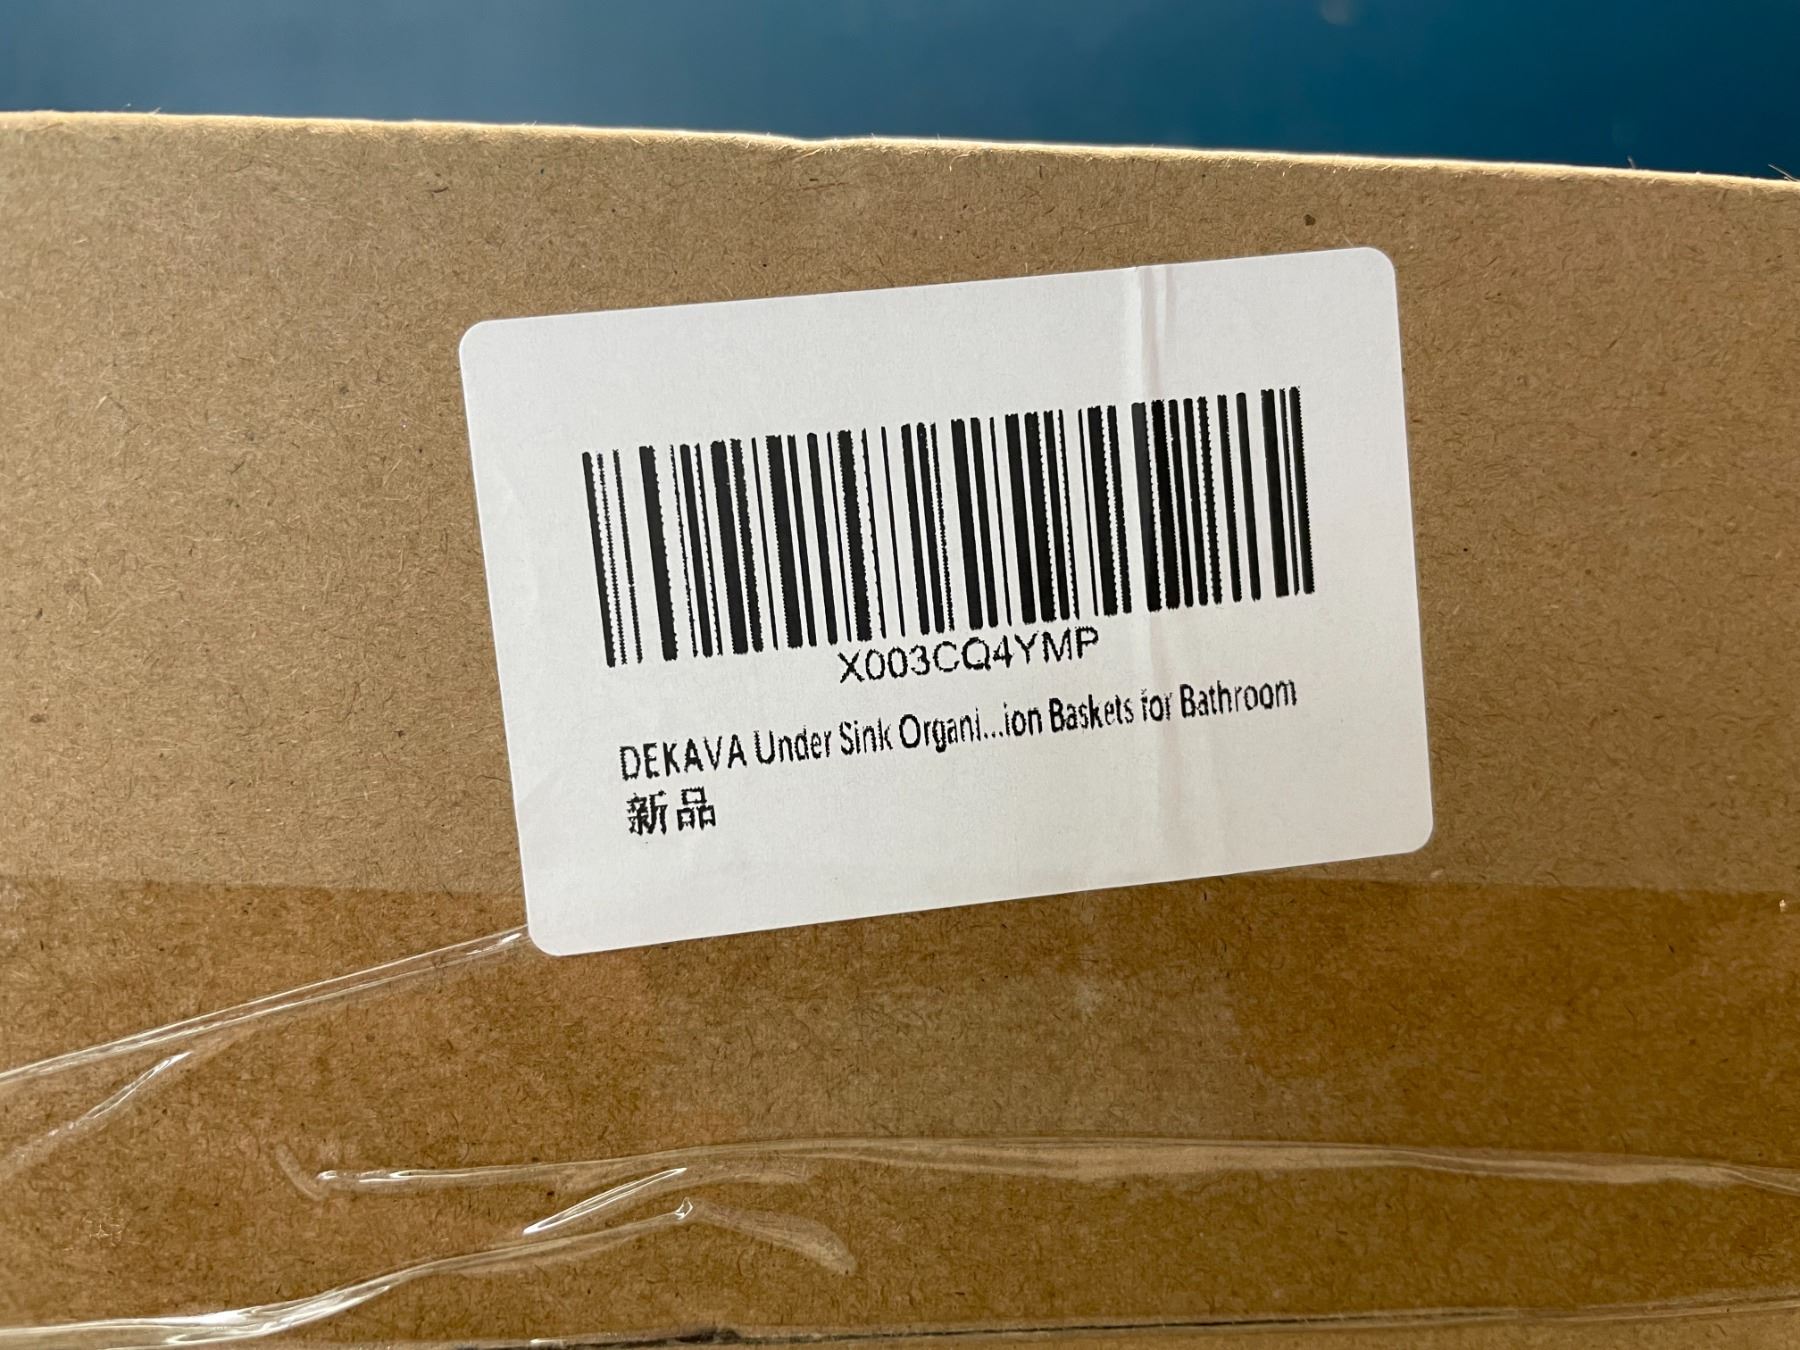 X003CQ4YMP
DEKAVA Under Sink Organi...ion Baskets for Bathroom
新品